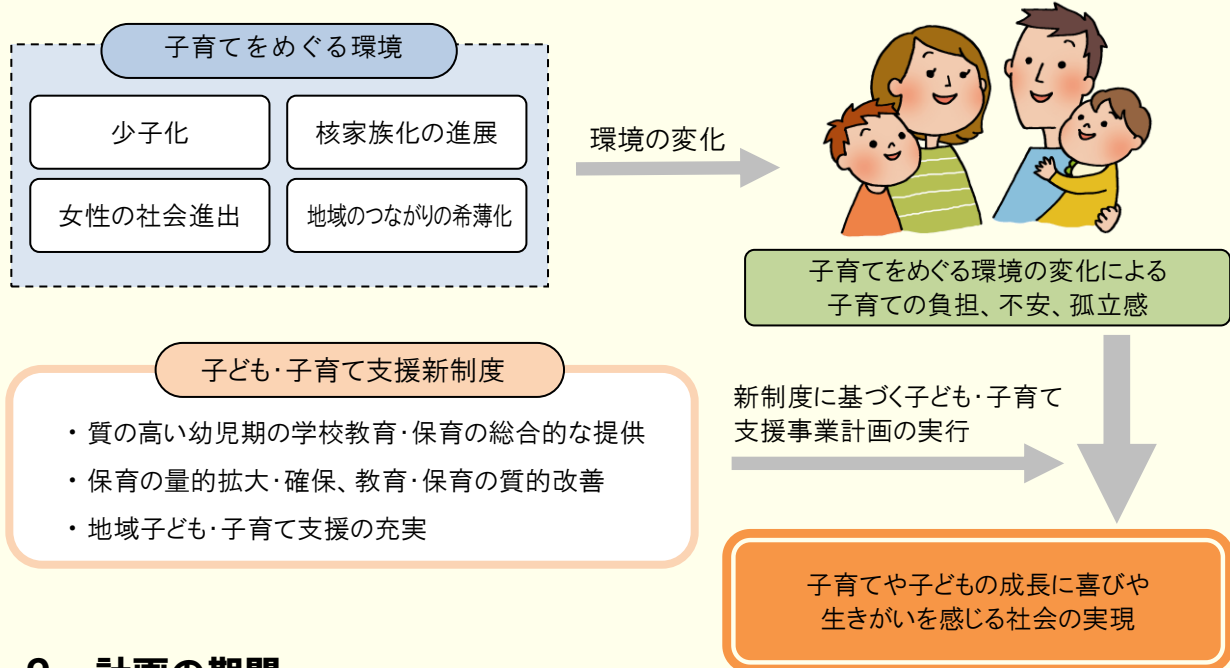 子育てをめぐる環境
少子化
核家族化の進展
女性の社会進出
地域のつながりの希薄化
環境の変化
子育てをめぐる環境の変化による
子育ての負担、不安、孤立感
子ども・子育て支援新制度
・ 質の高い幼児期の学校教育・保育の総合的な提供
・ 保育の量的拡大・確保、教育・保育の質的改善
・ 地域子ども・子育て支援の充実
新制度に基づく子ども・子育て
支援事業計画の実行
子育てや子どもの成長に喜びや
生きがいを感じる社会の実現
計画の期間